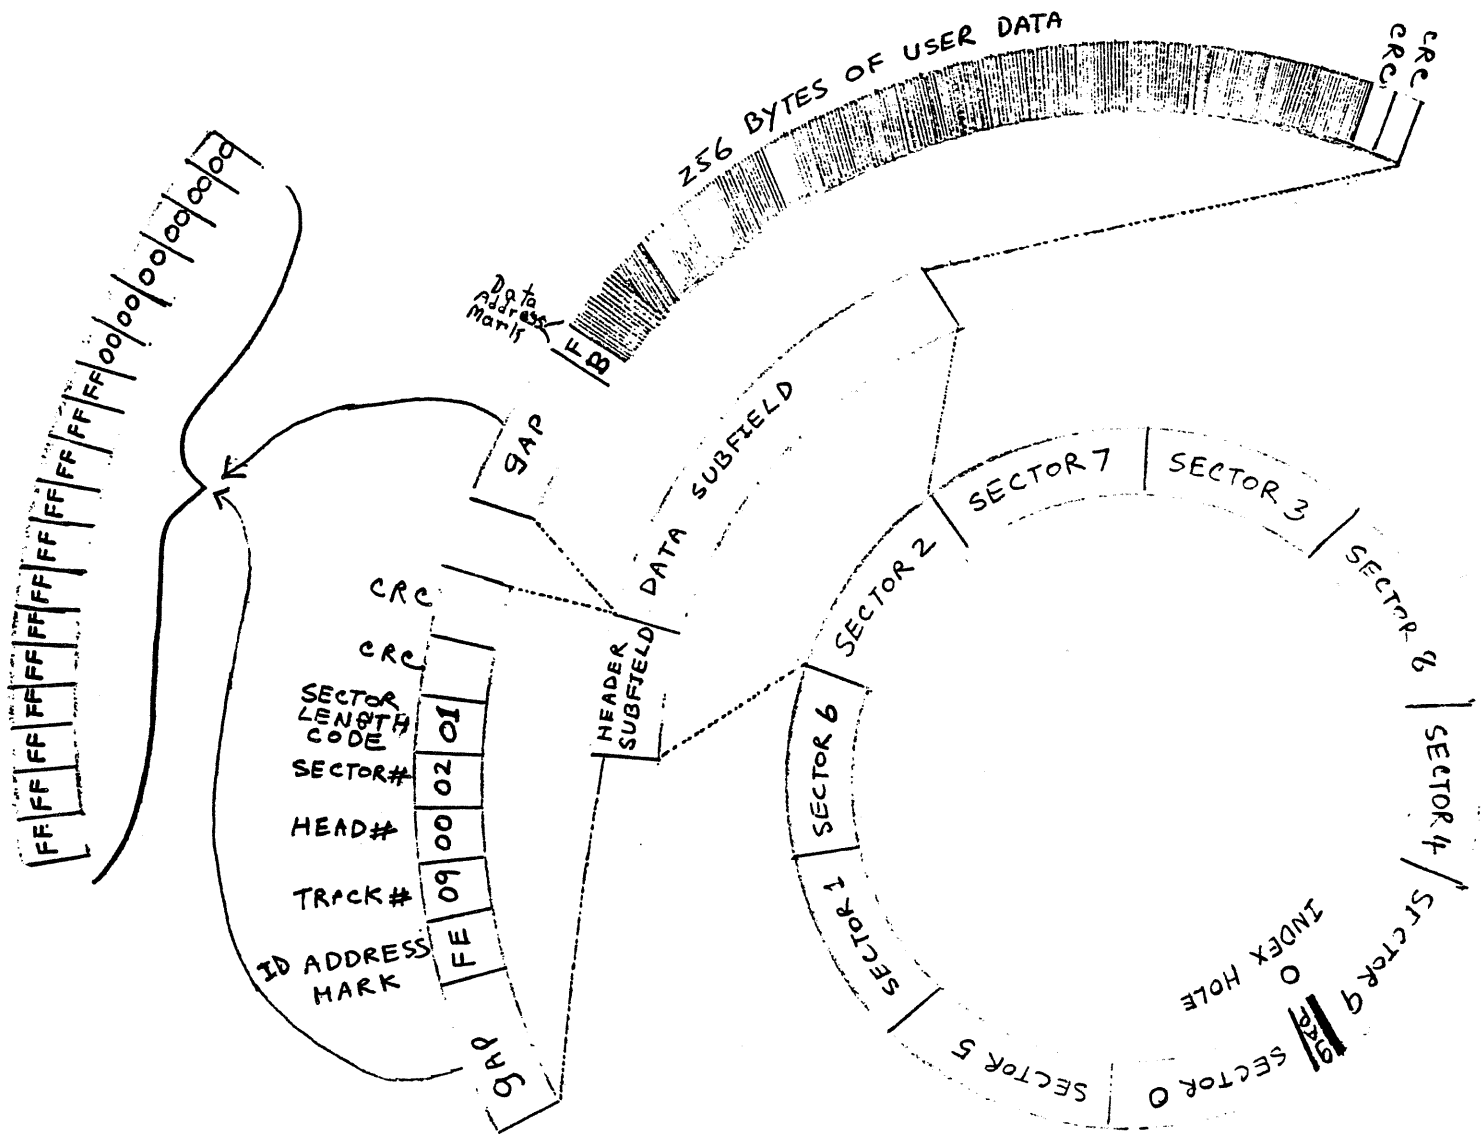 256 BYTES OF USER DATA
CRC
CRC
Data
Address
Mark
FB
00
00
00
00
00
00
FF
FF
FF
FF
FF
FF
FF
FF
FF
FF
FF
FF
gAP
DATA SUBFIELD
HEADER
SUBFIELD
CRC
CRC
SECTOR
LENGTH
CODE
01
SECTOR#
02
HEAD#
00
TRACK#
09
ID ADDRESS
MARK
FE
gAP
SECTOR 7
SECTOR 3
SECTOR 8
SECTOR 4
SECTOR 9
gap
SECTOR 0
SECTOR 5
SECTOR 1
SECTOR 6
SECTOR 2
INDEX HOLE